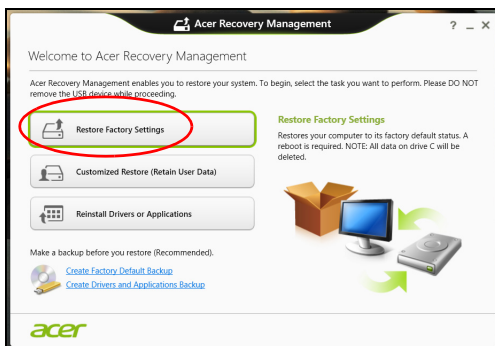 Acer Recovery Management
? _ X
Welcome to Acer Recovery Management
Acer Recovery Management enables you to restore your system. To begin, select the task you want to perform. Please DO NOT
remove the USB device while proceeding.
Restore Factory Settings
Customized Restore (Retain User Data)
Reinstall Drivers or Applications
Restore Factory Settings
Restores your computer to its factory default status. A
reboot is required. NOTE: All data on drive C will be
deleted.
Make a backup before you restore (Recommended).
Create Factory Default Backup
Create Drivers and Applications Backup
acer